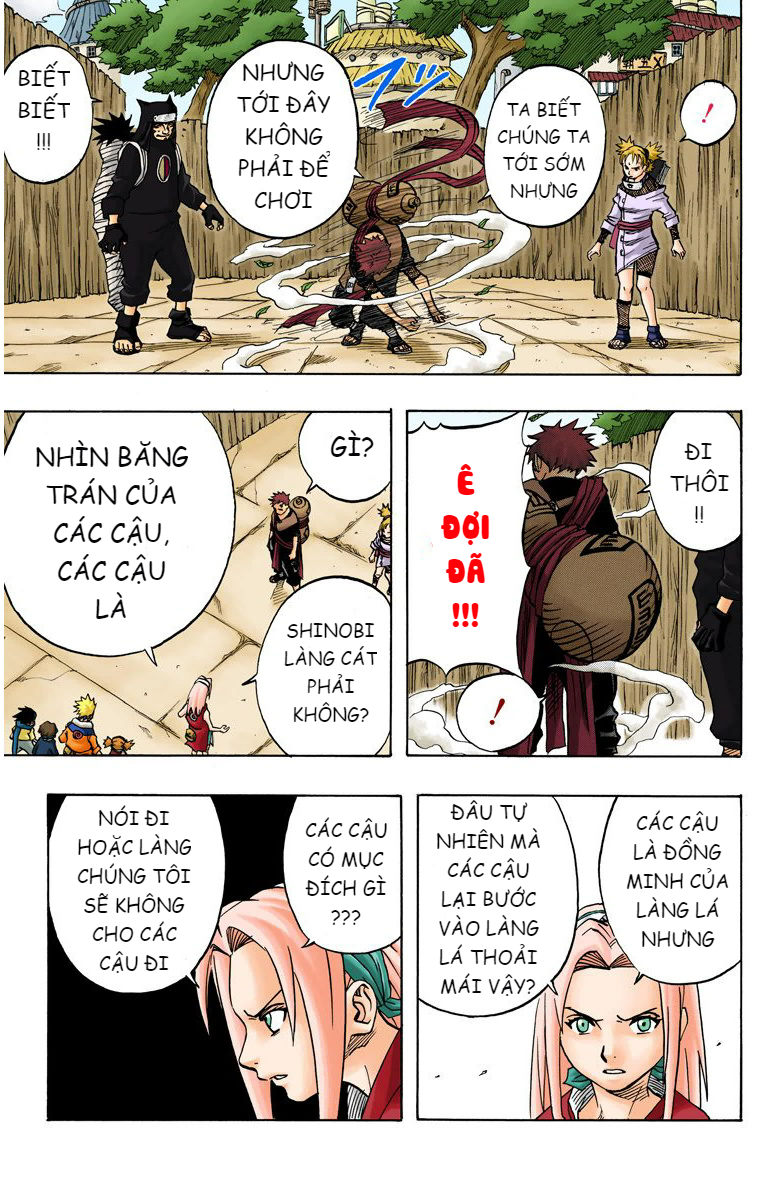 !
TA BIẾT
CHÚNG TA
TỚI SỚM
NHƯNG
NHƯNG
TỚI ĐÂY
KHÔNG
PHẢI ĐỂ
CHƠI
BIẾT
BIẾT
!!!
ĐI
THÔI
!!
Ê
ĐỢI
ĐÃ
!!!
!
GÌ?
NHÌN BĂNG
TRÁN CỦA
CÁC CẬU,
CÁC CẬU
LÀ
SHINOBI
LÀNG CÁT
PHẢI
KHÔNG?
CÁC CẬU
LÀ ĐỒNG
MINH CỦA
LÀNG LÁ
NHƯNG
ĐÂU TỰ
NHIÊN MÀ
CÁC CẬU
LẠI BƯỚC
VÀO LÀNG
LÁ THOẢI
MÁI VẬY?
CÁC CẬU
CÓ MỤC
ĐÍCH GÌ
???
NÓI ĐI
HOẶC LÀNG
CHÚNG TÔI
SẼ KHÔNG
CHO CÁC
CẬU ĐI